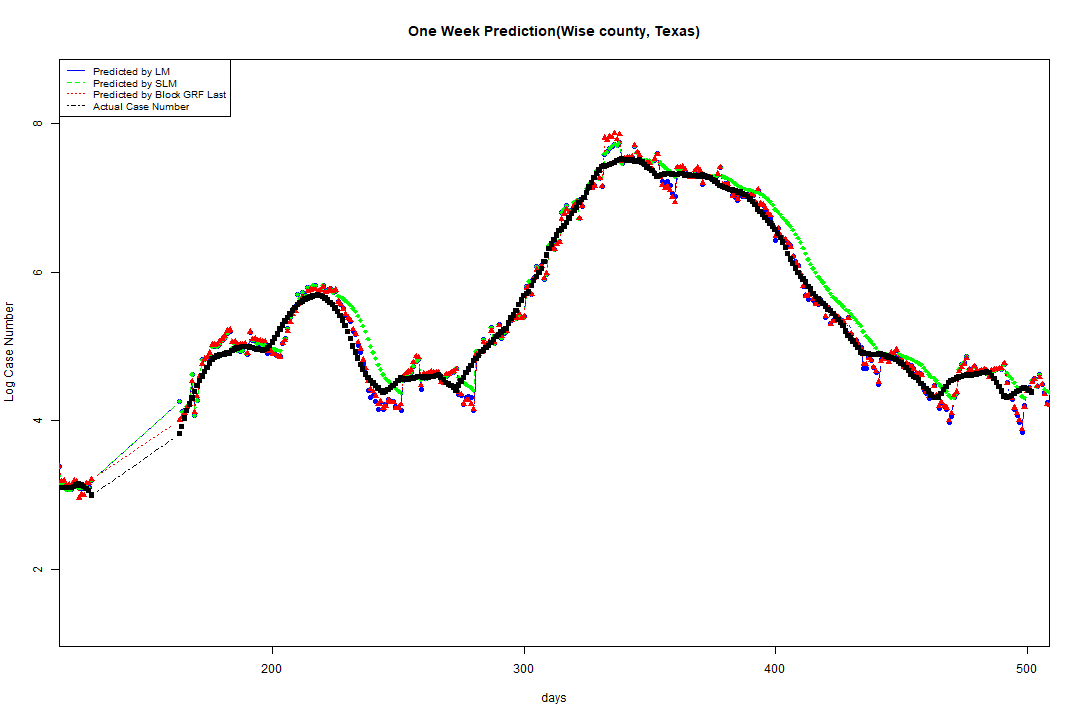 One Week Prediction(Wise county, Texas)
Predicted by LM
Predicted by SLM
Predicted by Block GRF Last
Actual Case Number
8
6
4
2
Log Case Number
200
300
400
500
days